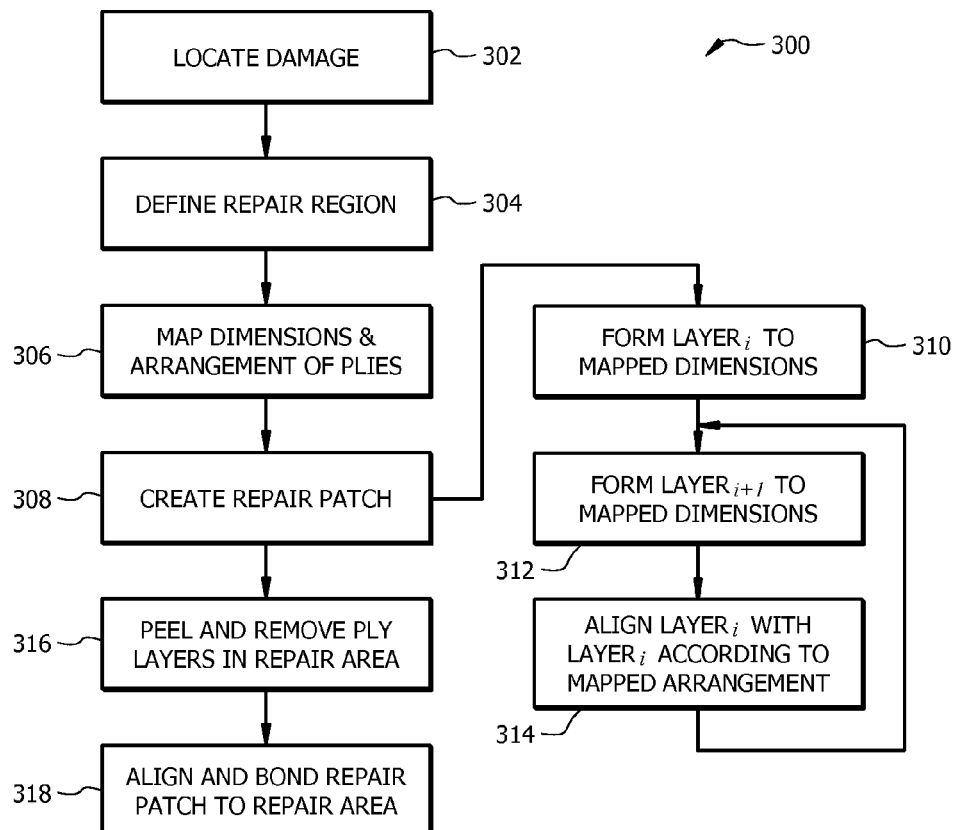 LOCATE DAMAGE
302
300
DEFINE REPAIR REGION
304
MAP DIMENSIONS &
ARRANGEMENT OF PLIES
306
CREATE REPAIR PATCH
308
FORM LAYER i TO
MAPPED DIMENSIONS
310
FORM LAYER i+1 TO
MAPPED DIMENSIONS
312
ALIGN LAYER i WITH
LAYER i ACCORDING TO
MAPPED ARRANGEMENT
314
PEEL AND REMOVE PLY
LAYERS IN REPAIR AREA
316
ALIGN AND BOND REPAIR
PATCH TO REPAIR AREA
318